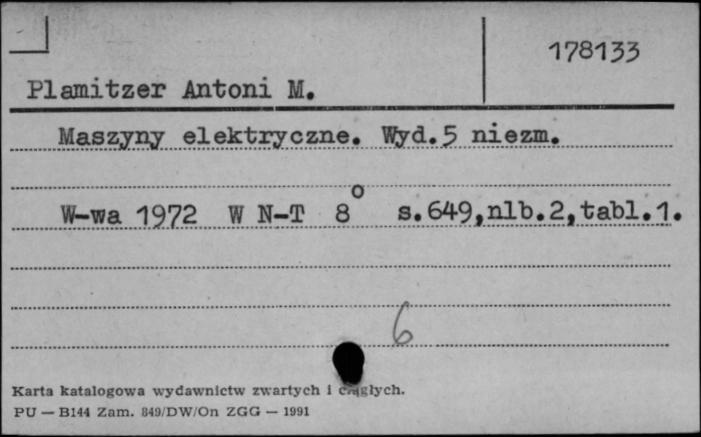 178133
Plamitzer Antoni M.
Maszyny elektryczne. Wyd.5 niezm.
W-wa 1972 W N-T 8° s.649,nlb.2,tabl.1.
6
Karta katalogowa wydawnictw zwartych i ciągłych.
PU — B144 Zam. 849/DW/On ZGG — 1991